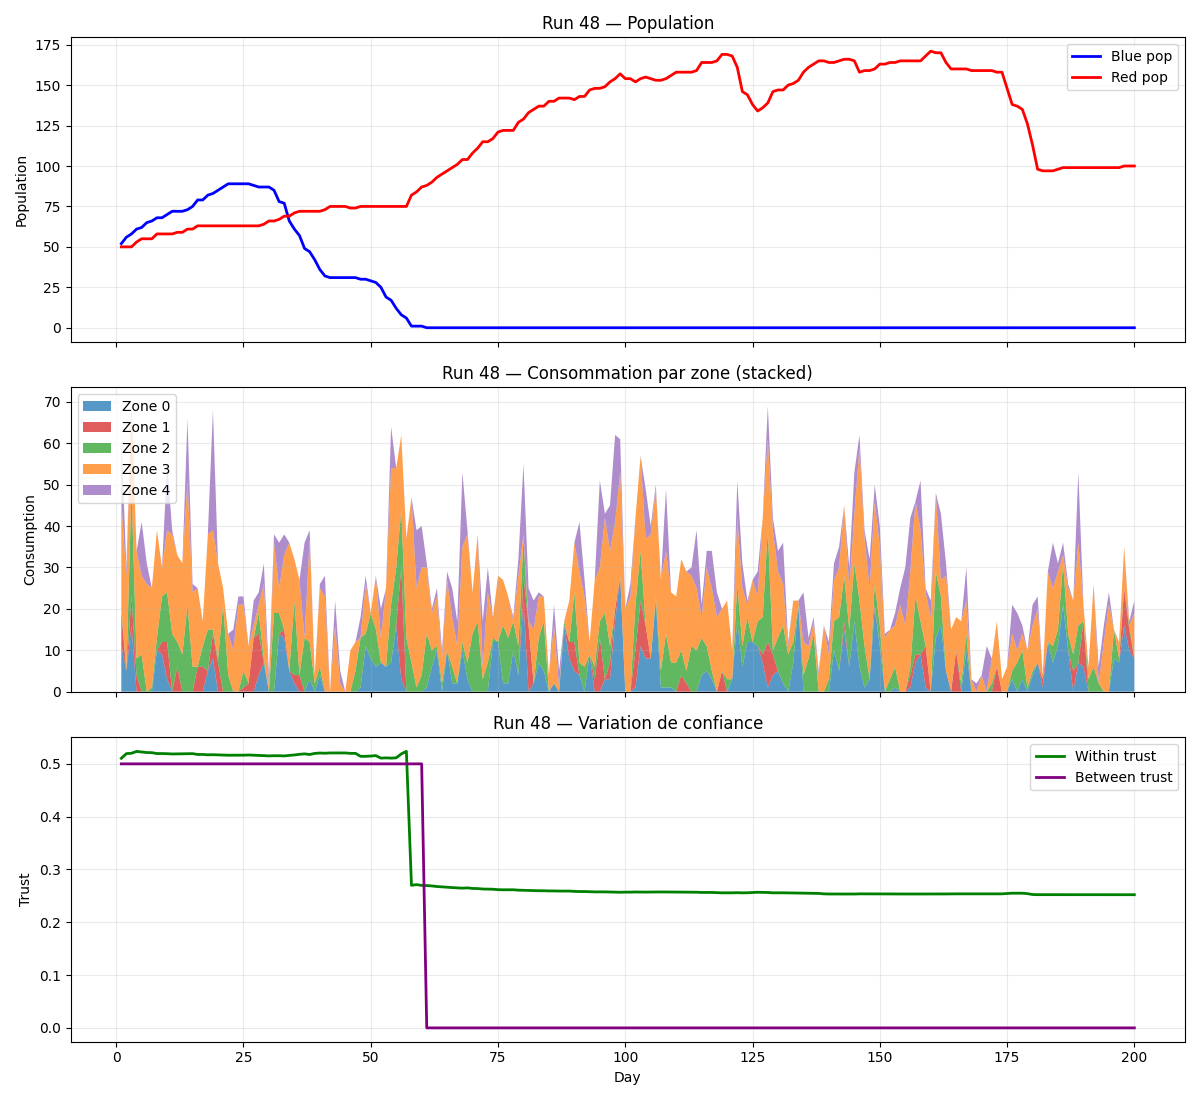 Run 48 — Population
175
150
125
100
75
50
25
0
Population
Blue pop
Red pop
Run 48 — Consommation par zone (stacked)
70
60
50
40
30
20
10
0
Consumption
Zone 0
Zone 1
Zone 2
Zone 3
Zone 4
Run 48 — Variation de confiance
0.5
0.4
0.3
0.2
0.1
0.0
Trust
Within trust
Between trust
0 25 50 75 100 125 150 175 200
Day